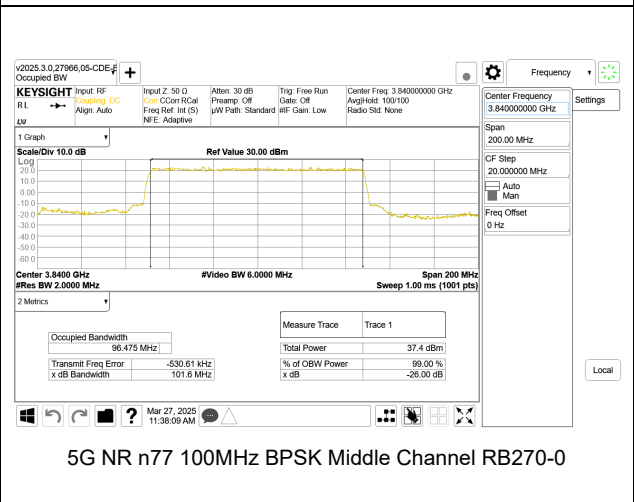 v2025.3.0,27966,05-CDE-E
Occupied BW
+
Frequency
Settings
KEYSIGHT
RL
LXI
Input: RF
Coupling: DC
Align: Auto
Input Z: 50 Ω
Corr CCorr RCal
Freq Ref: Int (S)
NFE: Adaptive
Atten: 30 dB
Preamp: Off
µW Path: Standard
Trig: Free Run
Gate: Off
#IF Gain: Low
Center Freq: 3.840000000 GHz
Avg|Hold: 100/100
Radio Std: None
Center Frequency
3.840000000 GHz
Span
200.00 MHz
CF Step
20.000000 MHz
Auto
Man
Freq Offset
0 Hz
Local
1 Graph
Scale/Div 10.0 dB
Ref Value 30.00 dBm
Log
20.0
10.0
0.00
-10.0
-20.0
-30.0
-40.0
-50.0
-60.0
Center 3.8400 GHz
#Video BW 6.0000 MHz
Span 200 MHz
#Res BW 2.0000 MHz
Sweep 1.00 ms (1001 pts)
2 Metrics
Measure Trace
Trace 1
Occupied Bandwidth
96.475 MHz
Total Power
37.4 dBm
Transmit Freq Error
-530.61 kHz
% of OBW Power
99.00 %
x dB Bandwidth
101.6 MHz
x dB
-26.00 dB
?
Mar 27, 2025
11:38:09 AM
5G NR n77 100MHz BPSK Middle Channel RB270-0